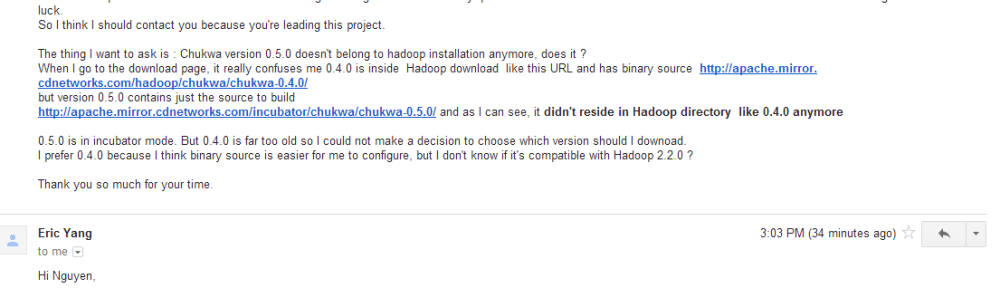 luck.
So I think I should contact you because you're leading this project.
The thing I want to ask is : Chukwa version 0.5.0 doesn't belong to hadoop installation anymore, does it ?
When I go to the download page, it really confuses me 0.4.0 is inside  Hadoop download  like this URL and has binary source  http://apache.mirror.
cdnetworks.com/hadoop/chukwa/chukwa-0.4.0/
but version 0.5.0 contains just the source to build
http://apache.mirror.cdnetworks.com/incubator/chukwa/chukwa-0.5.0/ and as I can see, it didn't reside in Hadoop directory  like 0.4.0 anymore
0.5.0 is in incubator mode. But 0.4.0 is far too old so I could not make a decision to choose which version should I downoad.
I prefer 0.4.0 because I think binary source is easier for me to configure, but I don't know if it's compatible with Hadoop 2.2.0 ?
Thank you so much for your time.
Eric Yang
3:03 PM (34 minutes ago)
to me
Hi Nguyen,